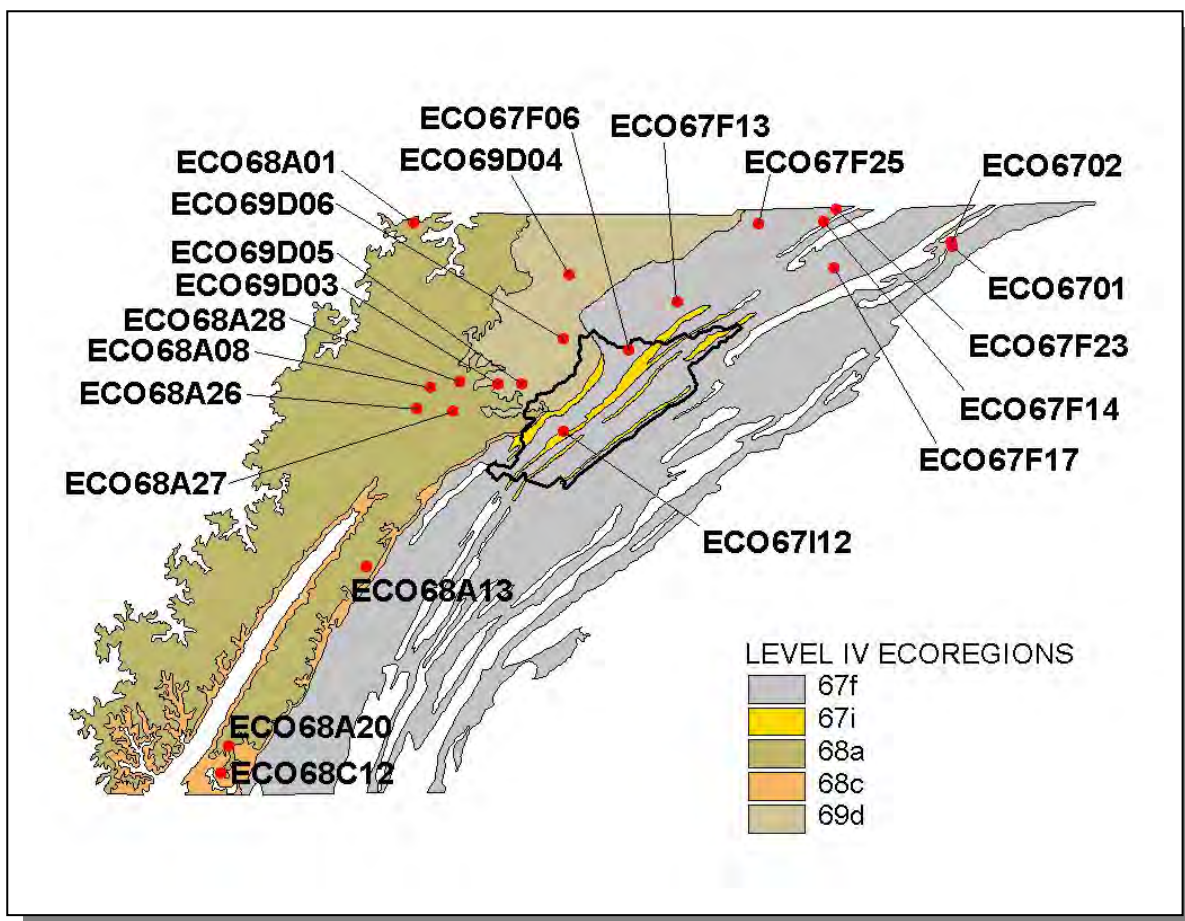 ECO67F06
ECO67F13
ECO68A01
ECO69D04
ECO67F25
ECO6702
ECO69D06
ECO69D05
ECO69D03
ECO6701
ECO68A28
ECO67F23
ECO68A08
ECO68A26
ECO67F14
ECO67F17
ECO68A27
ECO67I12
ECO68A13
LEVEL IV ECOREGIONS
67f
67i
68a
68c
69d
ECO68A20
ECO68C12